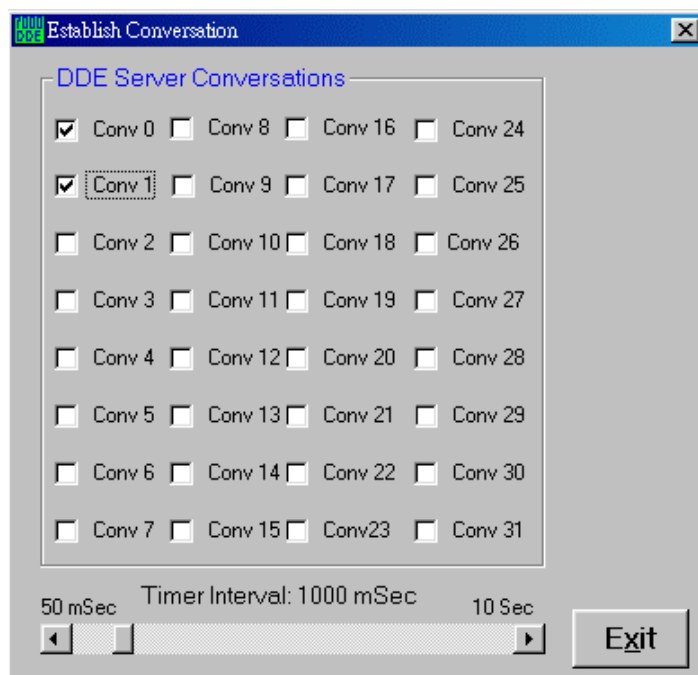 7000 DDE Establish Conversation
DDE Server Conversations
Conv 0 Conv 8 Conv 16 Conv 24
Conv 1 Conv 9 Conv 17 Conv 25
Conv 2 Conv 10 Conv 18 Conv 26
Conv 3 Conv 11 Conv 19 Conv 27
Conv 4 Conv 12 Conv 20 Conv 28
Conv 5 Conv 13 Conv 21 Conv 29
Conv 6 Conv 14 Conv 22 Conv 30
Conv 7 Conv 15 Conv23 Conv 31
50 mSec Timer Interval: 1000 mSec 10 Sec
Exit